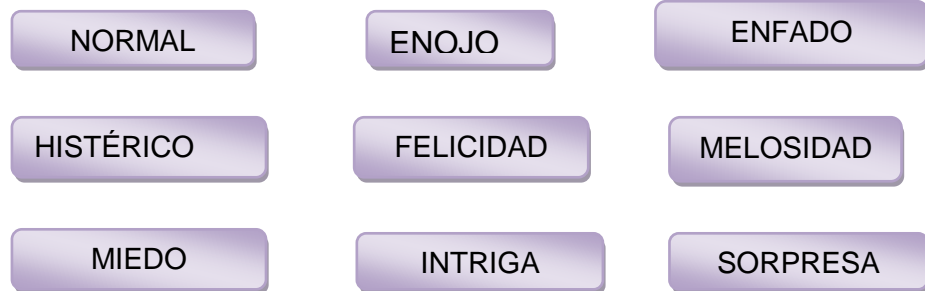 NORMAL
ENOJO
ENFADO
HISTÉRICO
FELICIDAD
MELOSIDAD
MIEDO
INTRIGA
SORPRESA